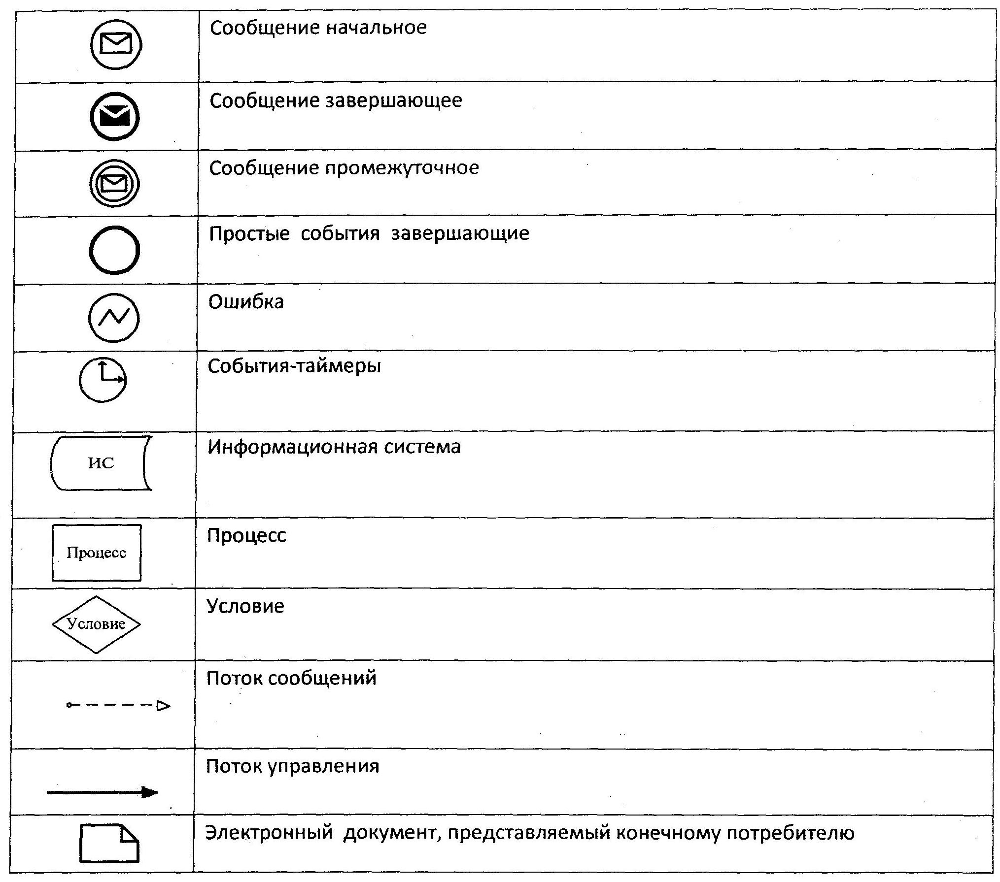 Сообщение начальное
Сообщение завершающее
Сообщение промежуточное
Простые события завершающие
Ошибка
События-таймеры
ИС
Информационная система
Процесс
Процесс
Условие
Условие
Поток сообщений
Поток управления
Электронный документ, представляемый конечному потребителю